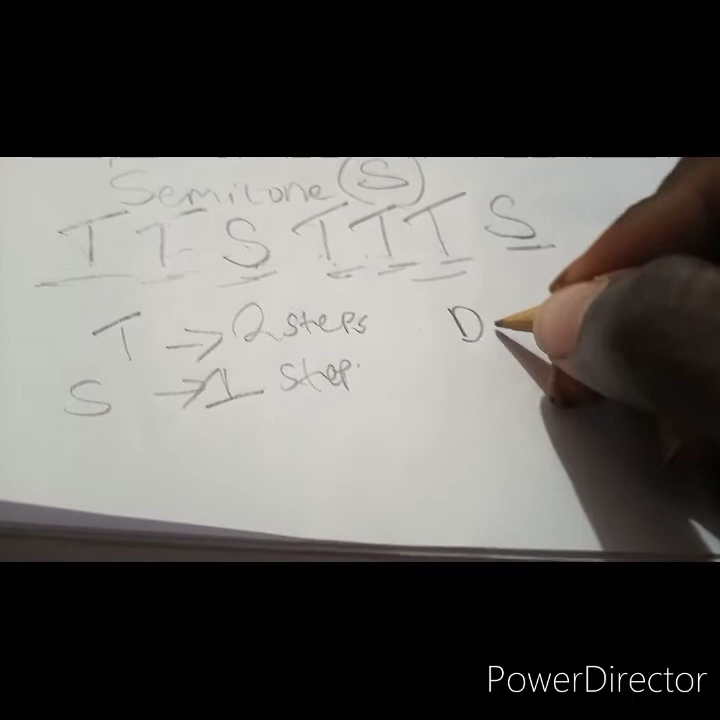 Semitone (S)
T T S T T T S
T → 2 steps D
S → 1 step.
PowerDirector